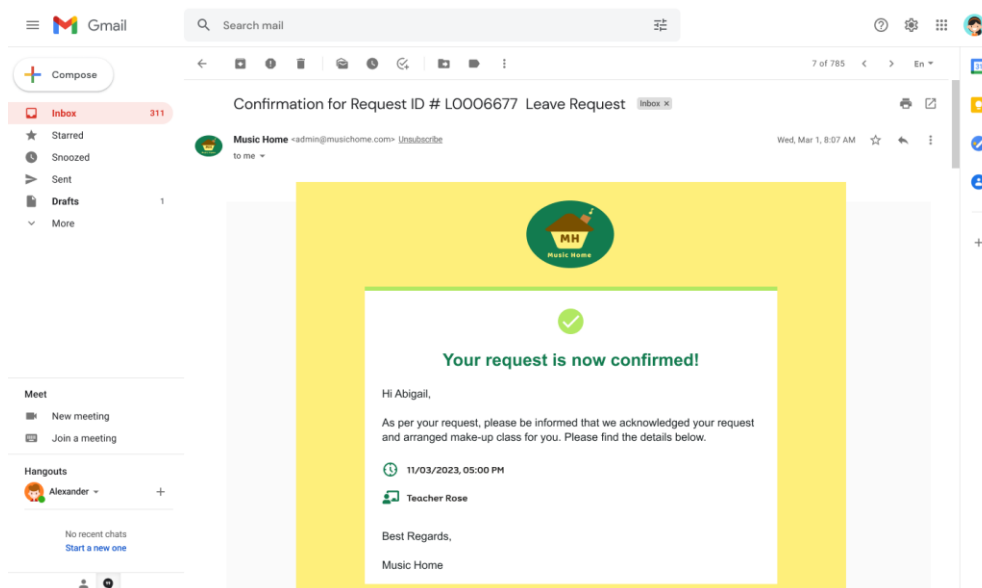 Gmail
Search mail
Compose
7 of 785
En
Inbox 311
Starred
Snoozed
Sent
Drafts 1
More
Confirmation for Request ID # L0006677 Leave Request Inbox ×
Music Home <admin@musichome.com> Unsubscribe
Wed, Mar 1, 8:07 AM
to me
MH
Music Home
Your request is now confirmed!
Hi Abigail,
As per your request, please be informed that we acknowledged your request
and arranged make-up class for you. Please find the details below.
11/03/2023, 05:00 PM
Teacher Rose
Best Regards,
Music Home
Meet
New meeting
Join a meeting
Hangouts
Alexander
No recent chats
Start a new one
31